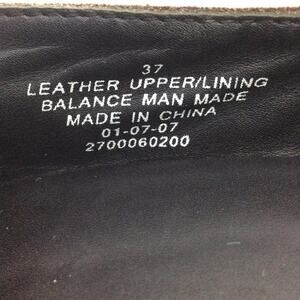 37
LEATHER UPPER/LINING
BALANCE MAN MADE
MADE IN CHINA
01-07-07
2700060200